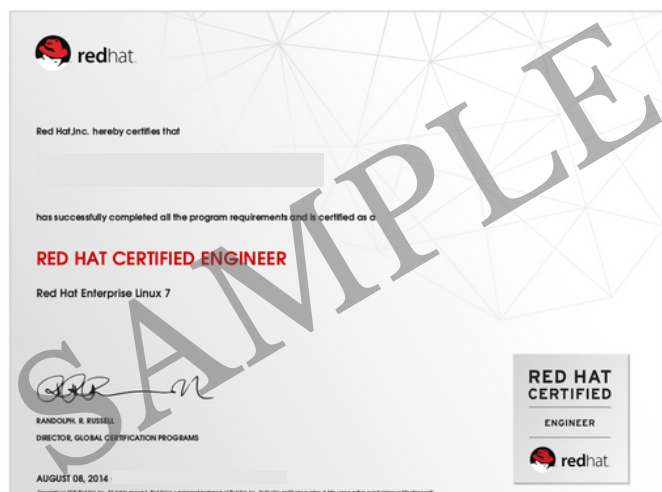 redhat.
Red Hat,Inc. hereby certifies that
has successfully completed all the program requirements and is certified as a
RED HAT CERTIFIED ENGINEER
Red Hat Enterprise Linux 7
SAMPLE
RANDOLPH. R. RUSSELL
DIRECTOR, GLOBAL CERTIFICATION PROGRAMS
AUGUST 08, 2014
RED HAT
CERTIFIED
ENGINEER
redhat